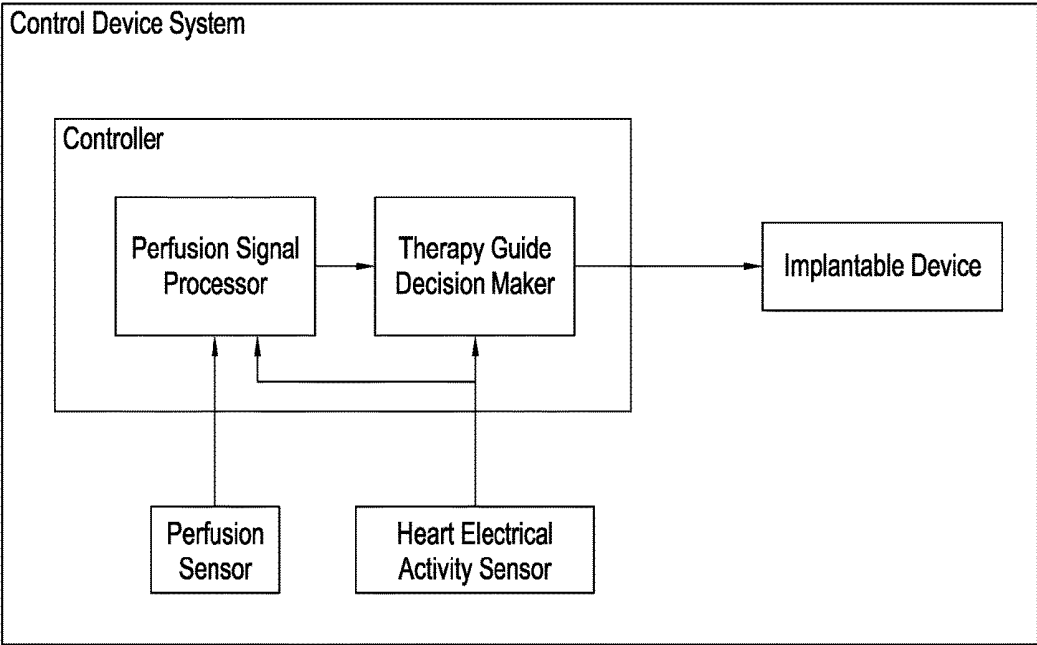 Control Device System
Controller
Perfusion Signal
Processor
Therapy Guide
Decision Maker
Implantable Device
Perfusion
Sensor
Heart Electrical
Activity Sensor